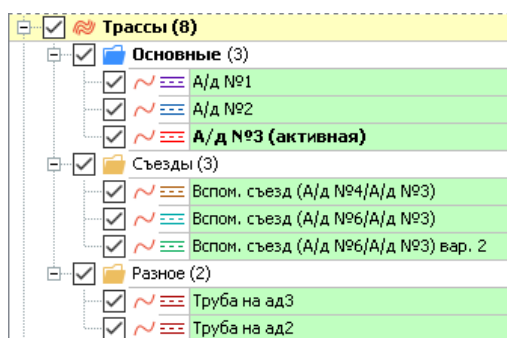 Трассы (8)
Основные (3)
А/д №1
А/д №2
А/д №3 (активная)
Съезды (3)
Вспом. съезд (А/д №4/А/д №3)
Вспом. съезд (А/д №6/А/д №3)
Вспом. съезд (А/д №6/А/д №3) вар. 2
Разное (2)
Труба на ад3
Труба на ад2